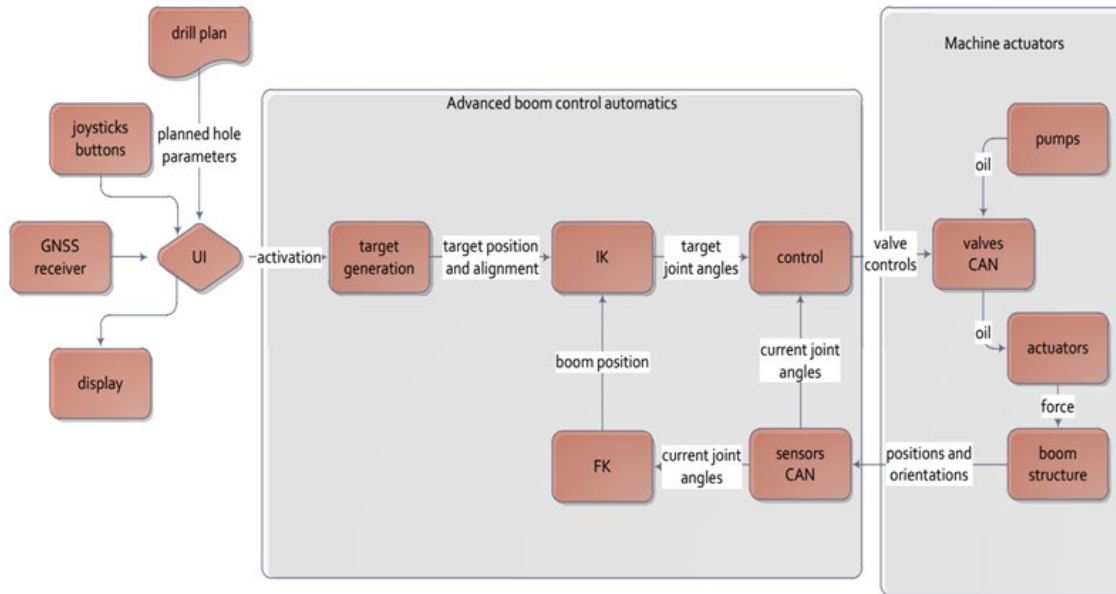 drill plan
Machine actuators
Advanced boom control automatics
joysticks
buttons
planned hole
parameters
pumps
oil
GNSS
receiver
UI
activation
target
generation
target position
and alignment
IK
target
joint angles
control
valve
controls
valves
CAN
oil
display
boom position
current joint
angles
actuators
force
FK
current joint
angles
sensors
CAN
positions and
orientations
boom
structure